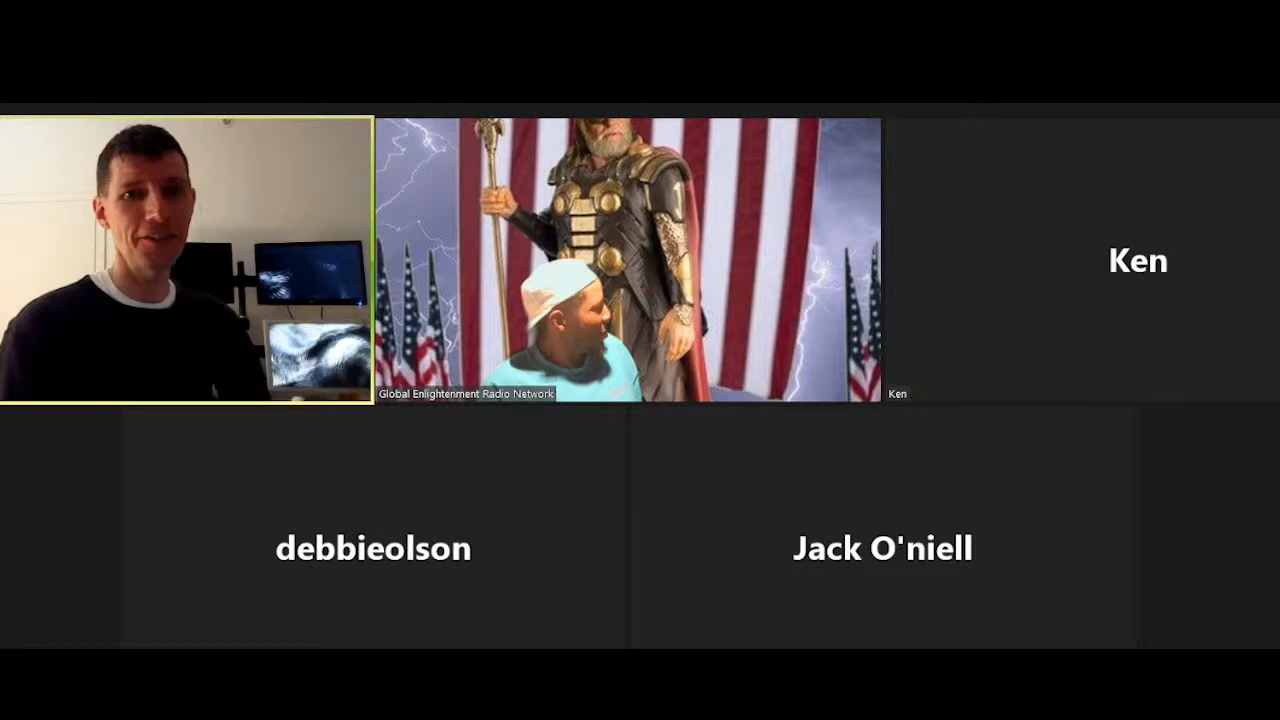 Ken
Global Enlightenment Radio Network
Ken
debbieolson
Jack O'niell